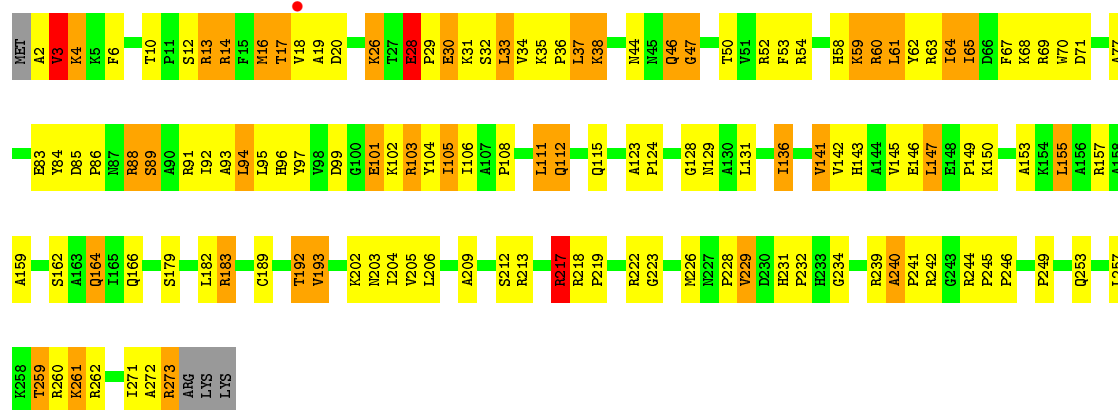 MET A2 V3 K4 K5 F6 T10 P11 S12 R13 R14 F15 M16 T17 V18 A19 D20 K26 T27 E28 P29 E30 K31 S32 L33 V34 K35 P36 L37 K38 N44 N45 Q46 G47 T50 V51 R52 F53 R54 H58 K59 R60 L61 Y62 R63 I64 I65 D66 F67 K68 R69 W70 D71 A77
E83 Y84 D85 P86 N87 R88 S89 A90 R91 I92 A93 L94 L95 H96 Y97 V98 D99 G100 E101 K102 R103 Y104 I105 I106 A107 P108 L111 Q112 Q115 A123 P124 G128 N129 A130 L131 I136 V141 V142 H143 A144 V145 E146 L147 E148 P149 K150 A153 K154 L155 A156 R157 A158
A159 S162 A163 Q164 I165 Q166 S179 L182 R183 C189 T192 V193 K202 N203 I204 V205 L206 A209 S212 R213 R217 R218 P219 R222 G223 M226 N227 P228 V229 D230 H231 P232 H233 G234 R239 A240 P241 R242 G243 R244 P245 P246 P249 Q253 L257
K258 T259 R260 K261 R262 I271 A272 R273 ARG LYS LYS